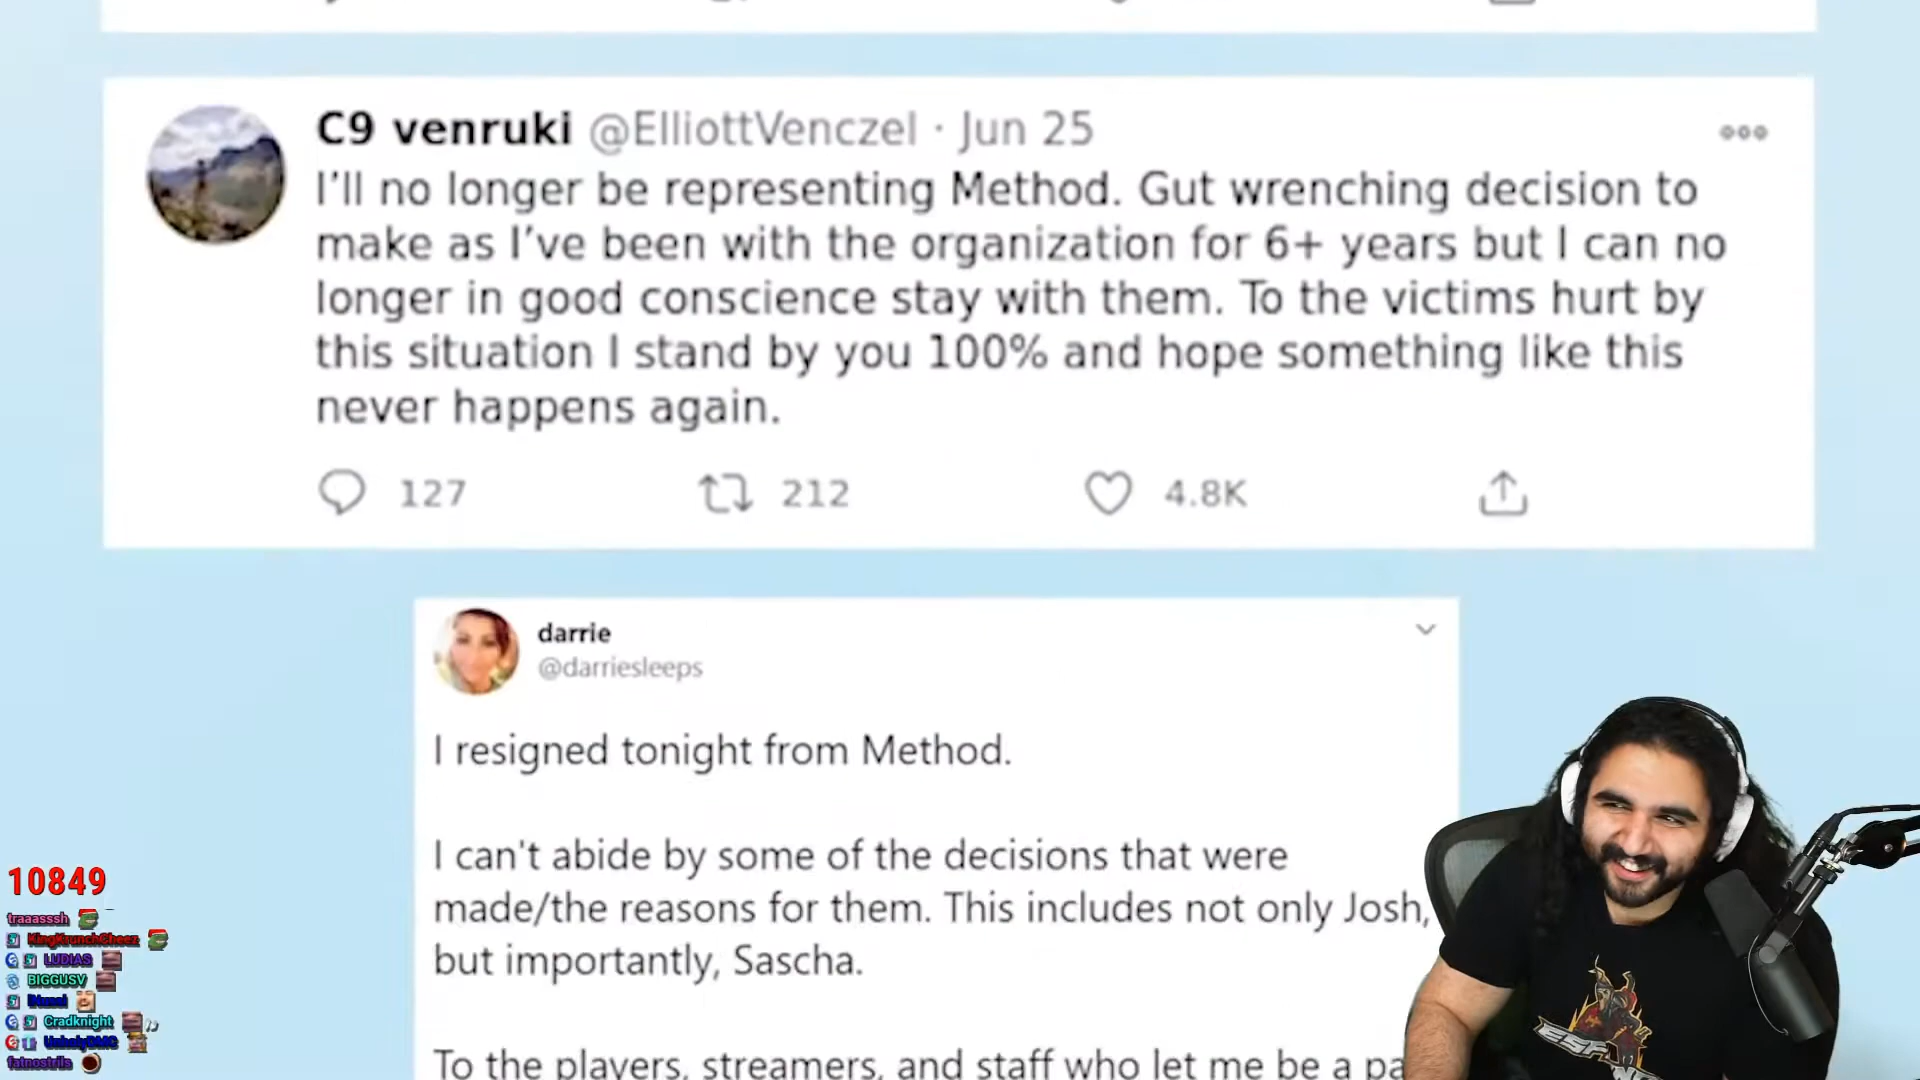 C9 venruki @ElliottVenczel · Jun 25
I'll no longer be representing Method. Gut wrenching decision to
make as I've been with the organization for 6+ years but I can no
longer in good conscience stay with them. To the victims hurt by
this situation I stand by you 100% and hope something like this
never happens again.
127 212 4.8K
darrie
@darriesleeps
I resigned tonight from Method.
I can't abide by some of the decisions that were
made/the reasons for them. This includes not only Josh,
but importantly, Sascha.
To the players, streamers, and staff who let me be a pa
10849
traaasssh
KingKrunchCheez
LUDIAS
BIGGUSV
Cradknight
UnholyDMC
fatnostrils